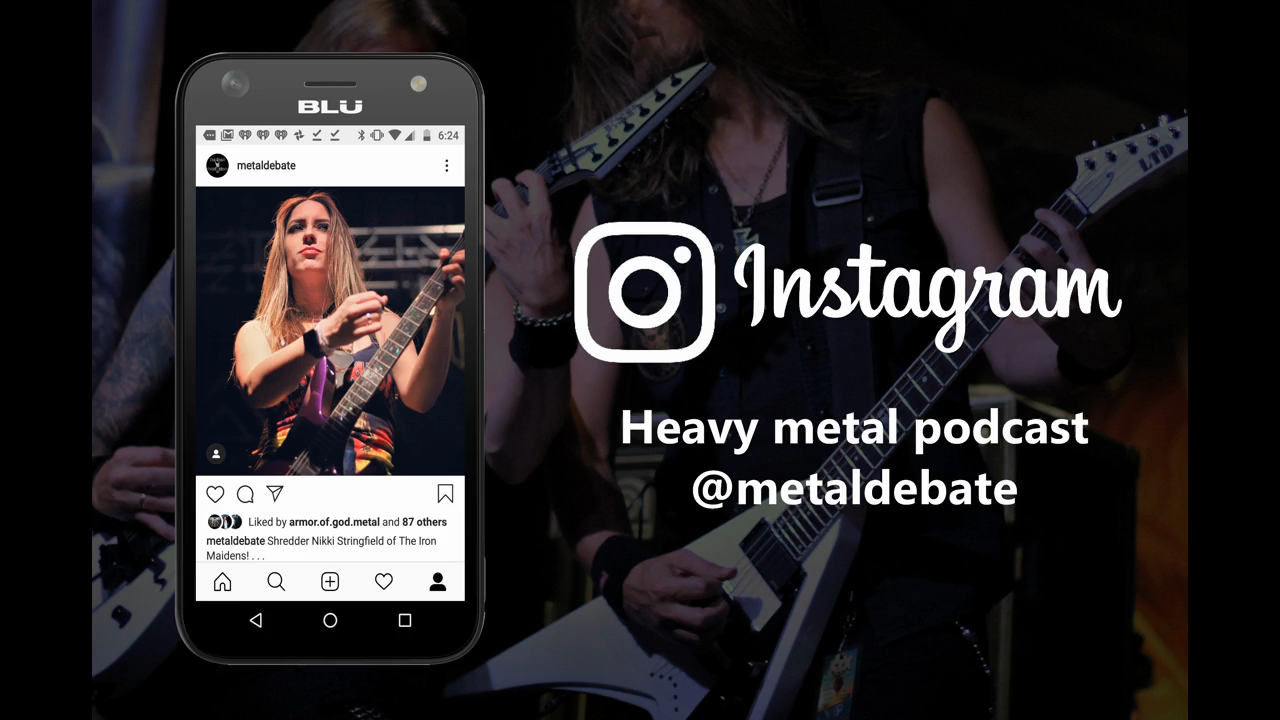 BLU
6:24
metaldebate
Liked by armor.of.god.metal and 87 others
metaldebate Shredder Nikki Stringfield of The Iron
Maidens! . . .
Instagram
Heavy metal podcast
@metaldebate
LTD